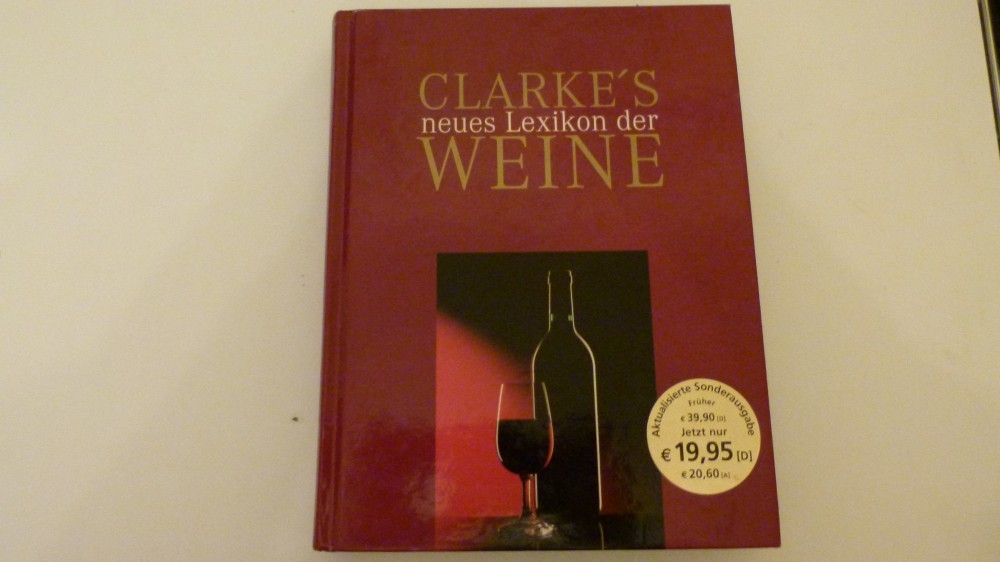 CLARKE´S
neues Lexikon der
WEINE
Aktualisierte Sonderausgabe
Früher
€ 39,90 [D]
Jetzt nur
€ 19,95 [D]
€ 20,60 [A]